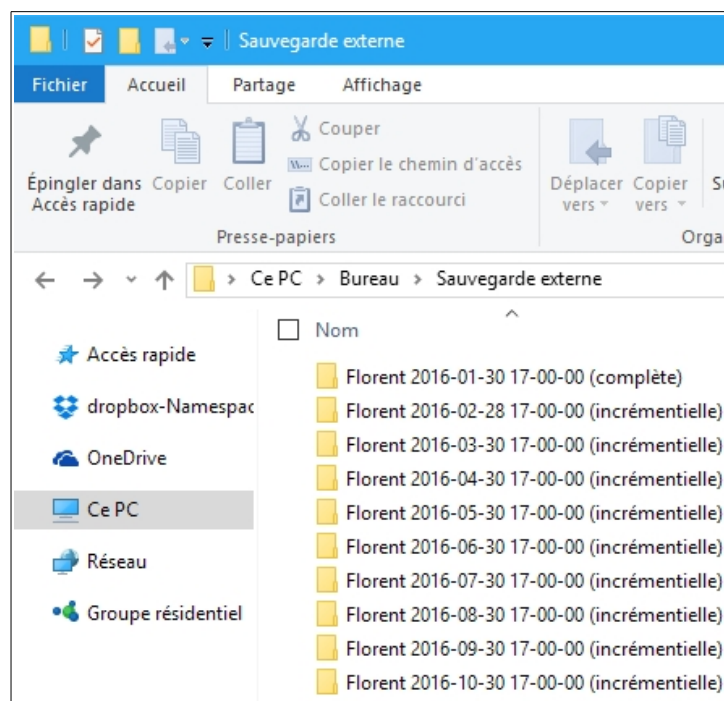 Sauvegarde externe
Fichier Accueil Partage Affichage
Épingler dans Accès rapide
Copier
Coller
Couper
Copier le chemin d'accès
Coller le raccourci
Déplacer vers
Copier vers
Presse-papiers
Ce PC > Bureau > Sauvegarde externe
Accès rapide
dropbox-Namespac
OneDrive
Ce PC
Réseau
Groupe résidentiel
Nom
Florent 2016-01-30 17-00-00 (complète)
Florent 2016-02-28 17-00-00 (incrémentielle)
Florent 2016-03-30 17-00-00 (incrémentielle)
Florent 2016-04-30 17-00-00 (incrémentielle)
Florent 2016-05-30 17-00-00 (incrémentielle)
Florent 2016-06-30 17-00-00 (incrémentielle)
Florent 2016-07-30 17-00-00 (incrémentielle)
Florent 2016-08-30 17-00-00 (incrémentielle)
Florent 2016-09-30 17-00-00 (incrémentielle)
Florent 2016-10-30 17-00-00 (incrémentielle)